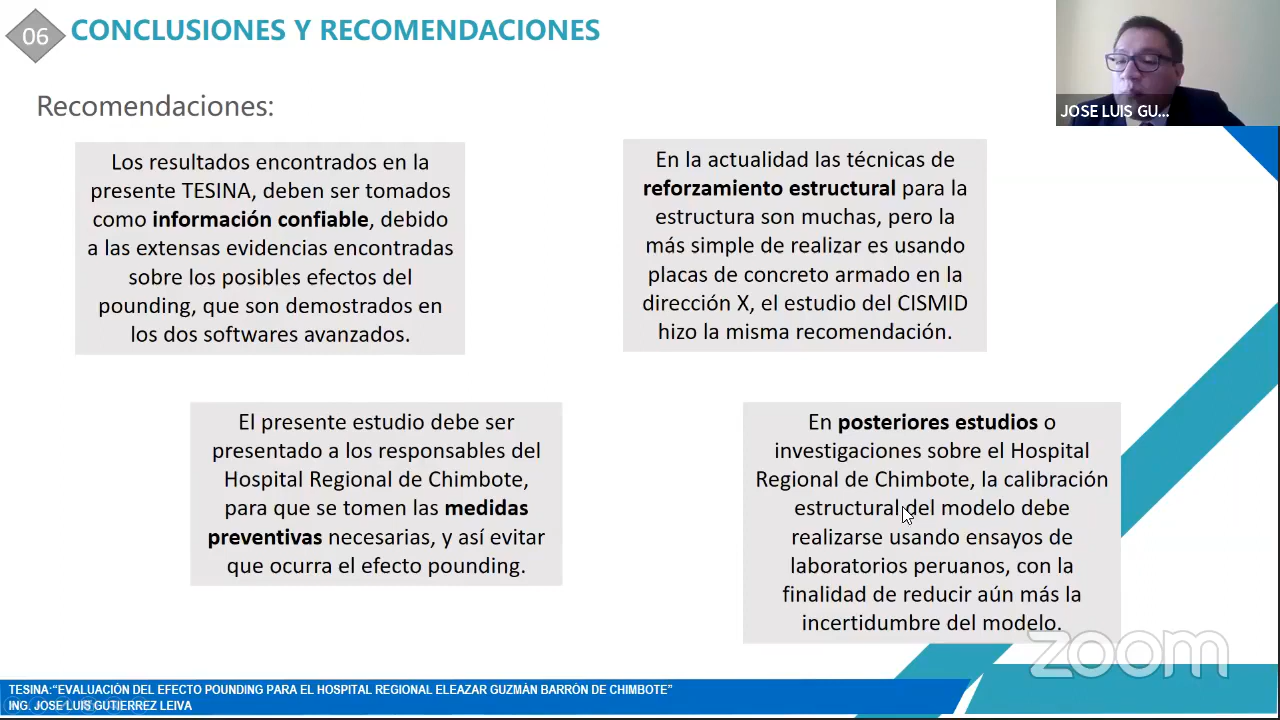 06
CONCLUSIONES Y RECOMENDACIONES
JOSE LUIS GU...
Recomendaciones:
Los resultados encontrados en la
presente TESINA, deben ser tomados
como información confiable, debido
a las extensas evidencias encontradas
sobre los posibles efectos del
pounding, que son demostrados en
los dos softwares avanzados.
En la actualidad las técnicas de
reforzamiento estructural para la
estructura son muchas, pero la
más simple de realizar es usando
placas de concreto armado en la
dirección X, el estudio del CISMID
hizo la misma recomendación.
El presente estudio debe ser
presentado a los responsables del
Hospital Regional de Chimbote,
para que se tomen las medidas
preventivas necesarias, y así evitar
que ocurra el efecto pounding.
En posteriores estudios o
investigaciones sobre el Hospital
Regional de Chimbote, la calibración
estructural del modelo debe
realizarse usando ensayos de
laboratorios peruanos, con la
finalidad de reducir aún más la
incertidumbre del modelo.
zoom
TESINA:“EVALUACIÓN DEL EFECTO POUNDING PARA EL HOSPITAL REGIONAL ELEAZAR GUZMÁN BARRÓN DE CHIMBOTE”
ING. JOSE LUIS GUTIERREZ LEIVA